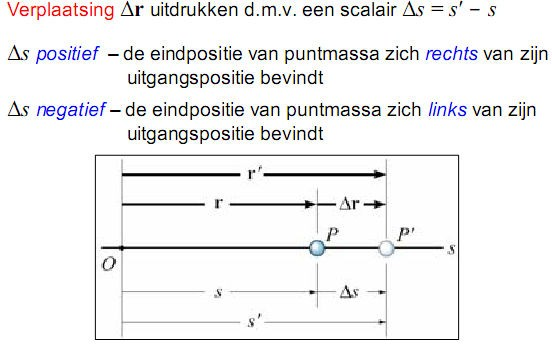 Verplaatsing Δr uitdrukken d.m.v. een scalair Δs = s' − s
Δs positief – de eindpositie van puntmassa zich rechts van zijn
uitgangspositie bevindt
Δs negatief – de eindpositie van puntmassa zich links van zijn
uitgangspositie bevindt
r'
r Δr
P P'
O s
s Δs
s'